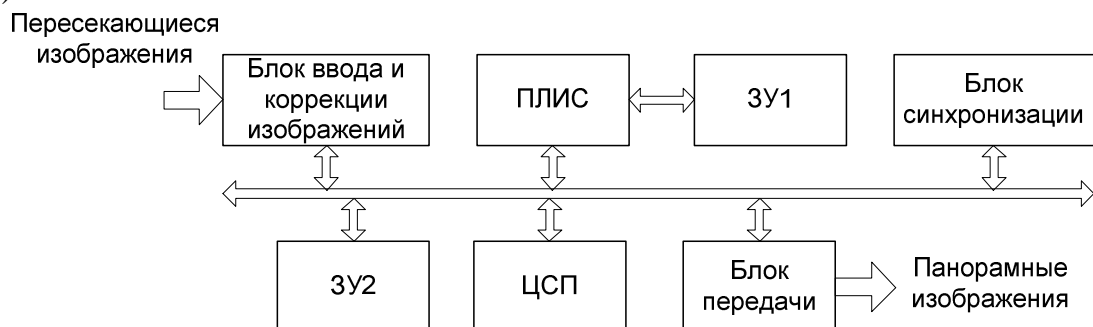 )
Пересекающиеся
изображения
Блок ввода и
коррекции
изображений
ПЛИС
ЗУ1
Блок
синхронизации
ЗУ2
ЦСП
Блок
передачи
Панорамные
изображения